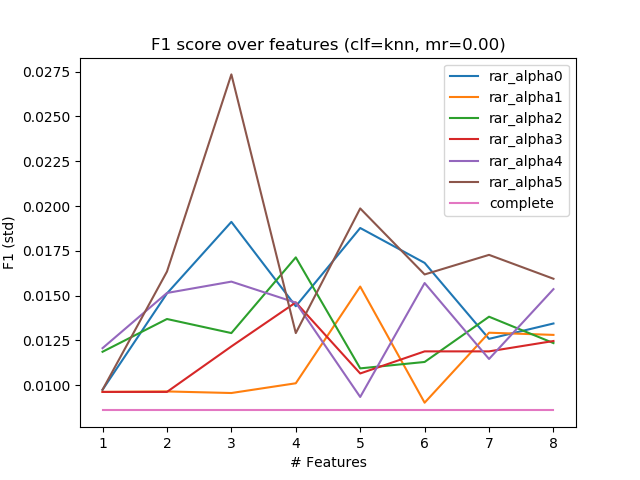 F1 score over features (clf=knn, mr=0.00)
F1 (std)
0.0275
0.0250
0.0225
0.0200
0.0175
0.0150
0.0125
0.0100
rar_alpha0
rar_alpha1
rar_alpha2
rar_alpha3
rar_alpha4
rar_alpha5
complete
1 2 3 4 5 6 7 8
# Features